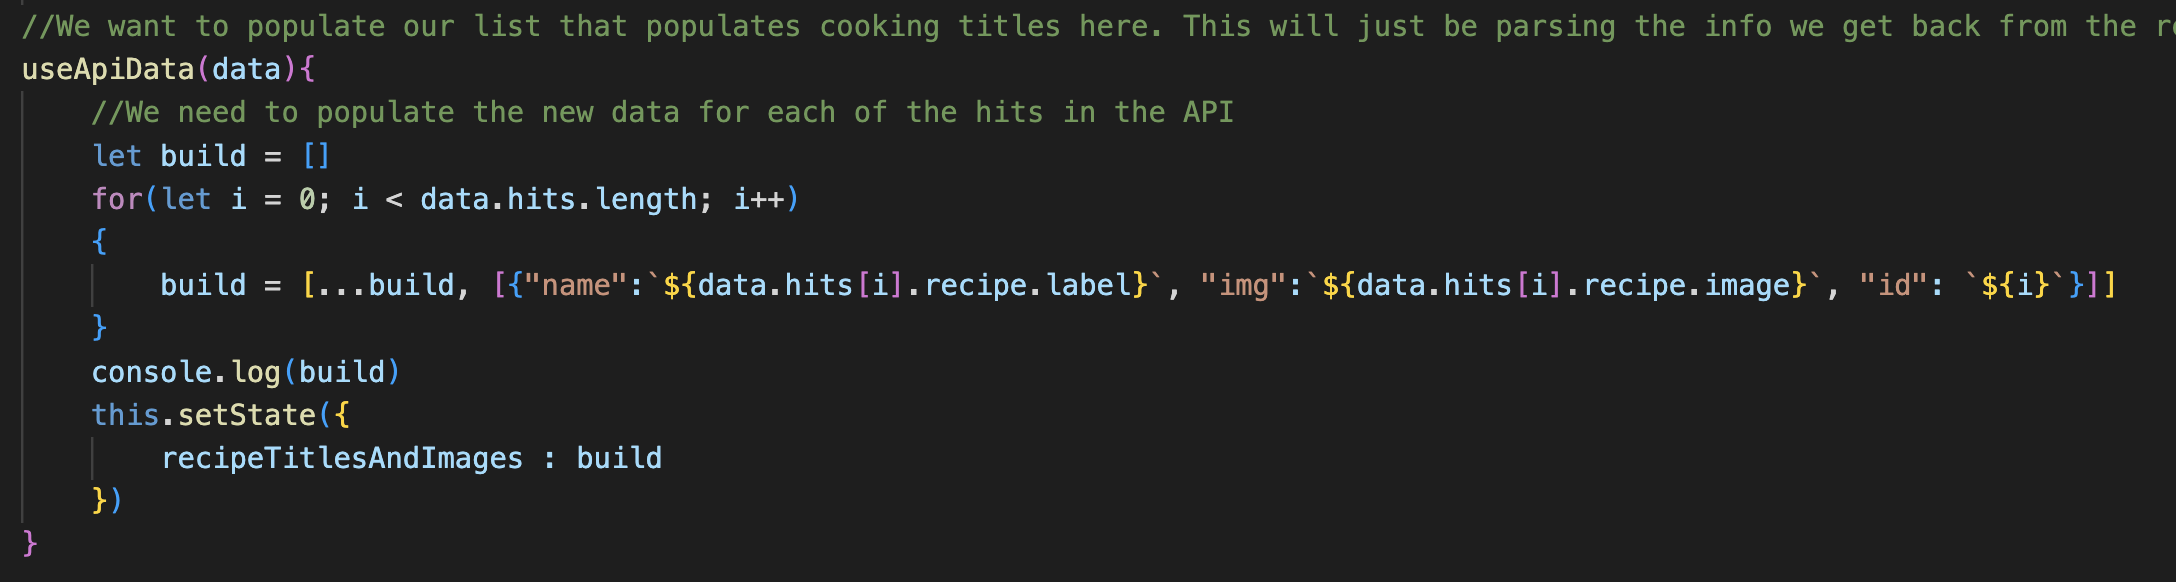 //We want to populate our list that populates cooking titles here. This will just be parsing the info we get back from the
useApiData(data){
//We need to populate the new data for each of the hits in the API
let build = []
for(let i = 0; i < data.hits.length; i++)
{
build = [...build, [{"name":`${data.hits[i].recipe.label}`, "img":`${data.hits[i].recipe.image}`, "id": `${i}`}]]
}
console.log(build)
this.setState({
recipeTitlesAndImages : build
})
}